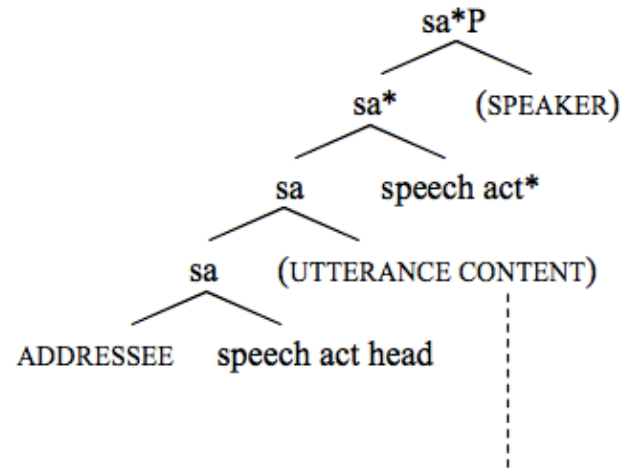 sa*P
sa* (SPEAKER)
sa speech act*
sa (UTTERANCE CONTENT)
ADDRESSEE speech act head